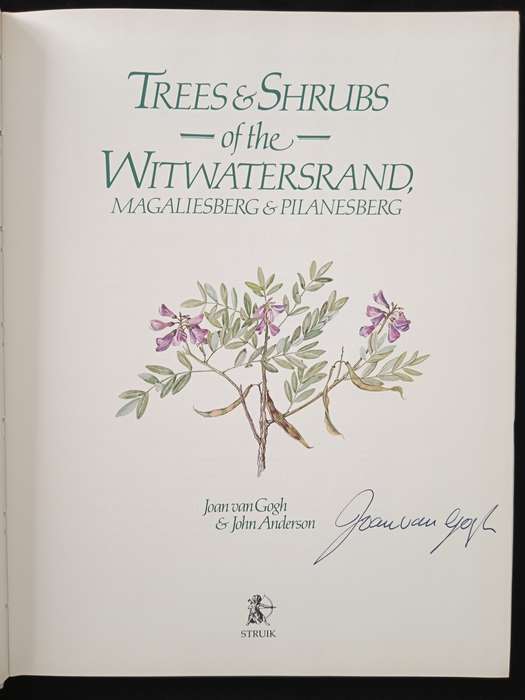 TREES & SHRUBS
of the
WITWATERSRAND,
MAGALIESBERG & PILANESBERG
Joan van Gogh
& John Anderson
Joan van Gogh
STRUIK